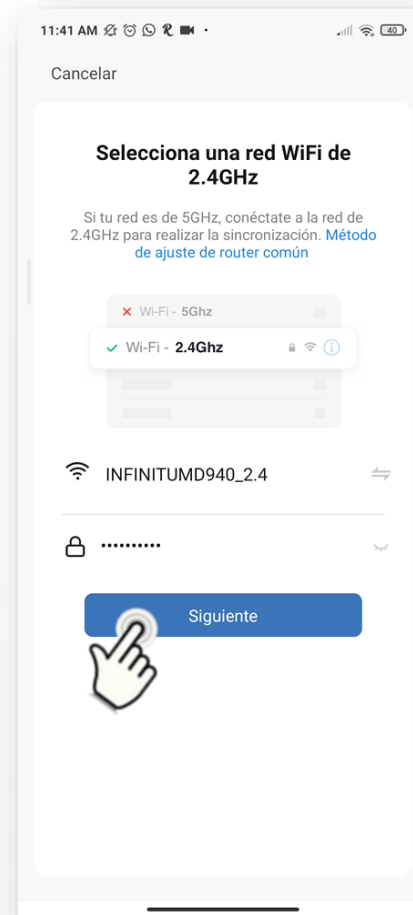 11:41 AM
40
Cancelar
Selecciona una red WiFi de
2.4GHz
Si tu red es de 5GHz, conéctate a la red de
2.4GHz para realizar la sincronización. Método
de ajuste de router común
Wi-Fi - 5Ghz
Wi-Fi - 2.4Ghz
INFINITUMD940_2.4
••••••••••
Siguiente